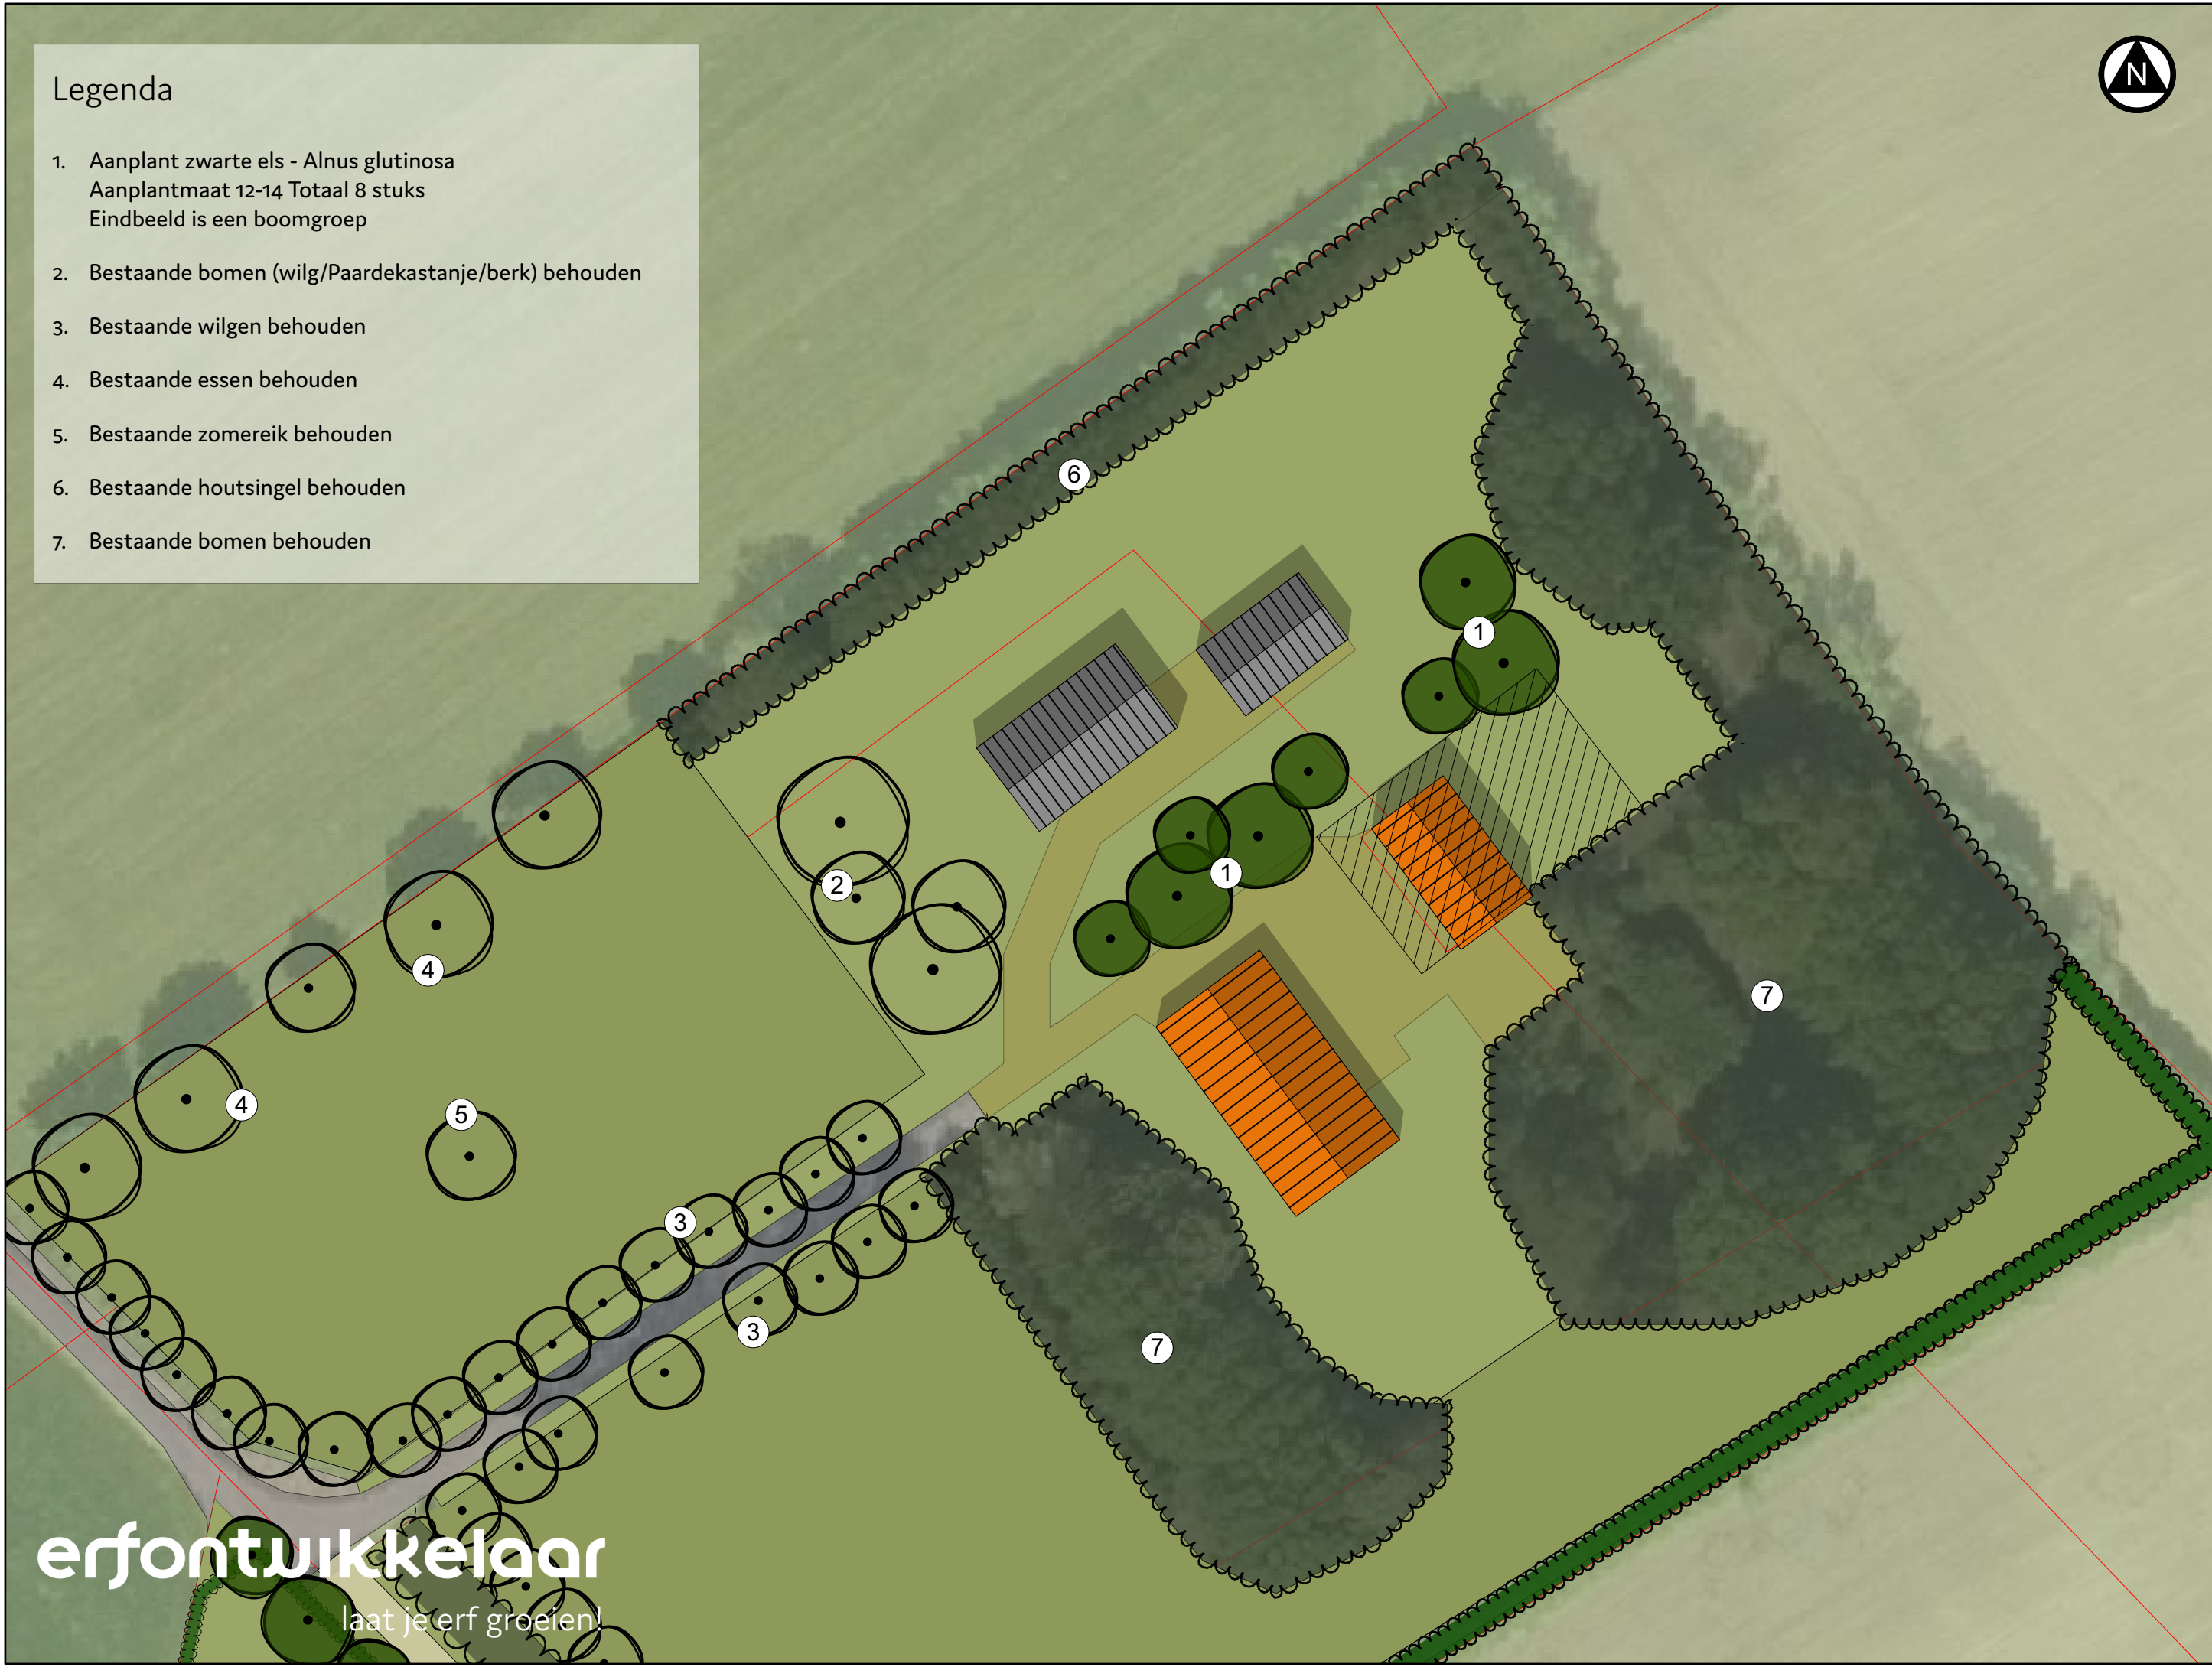 Legenda
1. Aanplant zwarte els - Alnus glutinosa
Aanplantmaat 12-14 Totaal 8 stuks
Eindbeeld is een boomgroep
2. Bestaande bomen (wilg/Paardekastanje/berk) behouden
3. Bestaande wilgen behouden
4. Bestaande essen behouden
5. Bestaande zomereik behouden
6. Bestaande houtsingel behouden
7. Bestaande bomen behouden
N
6
1
2
1
4
7
4
5
3
3
7
erfontwikkelaar
laat je erf groeien!